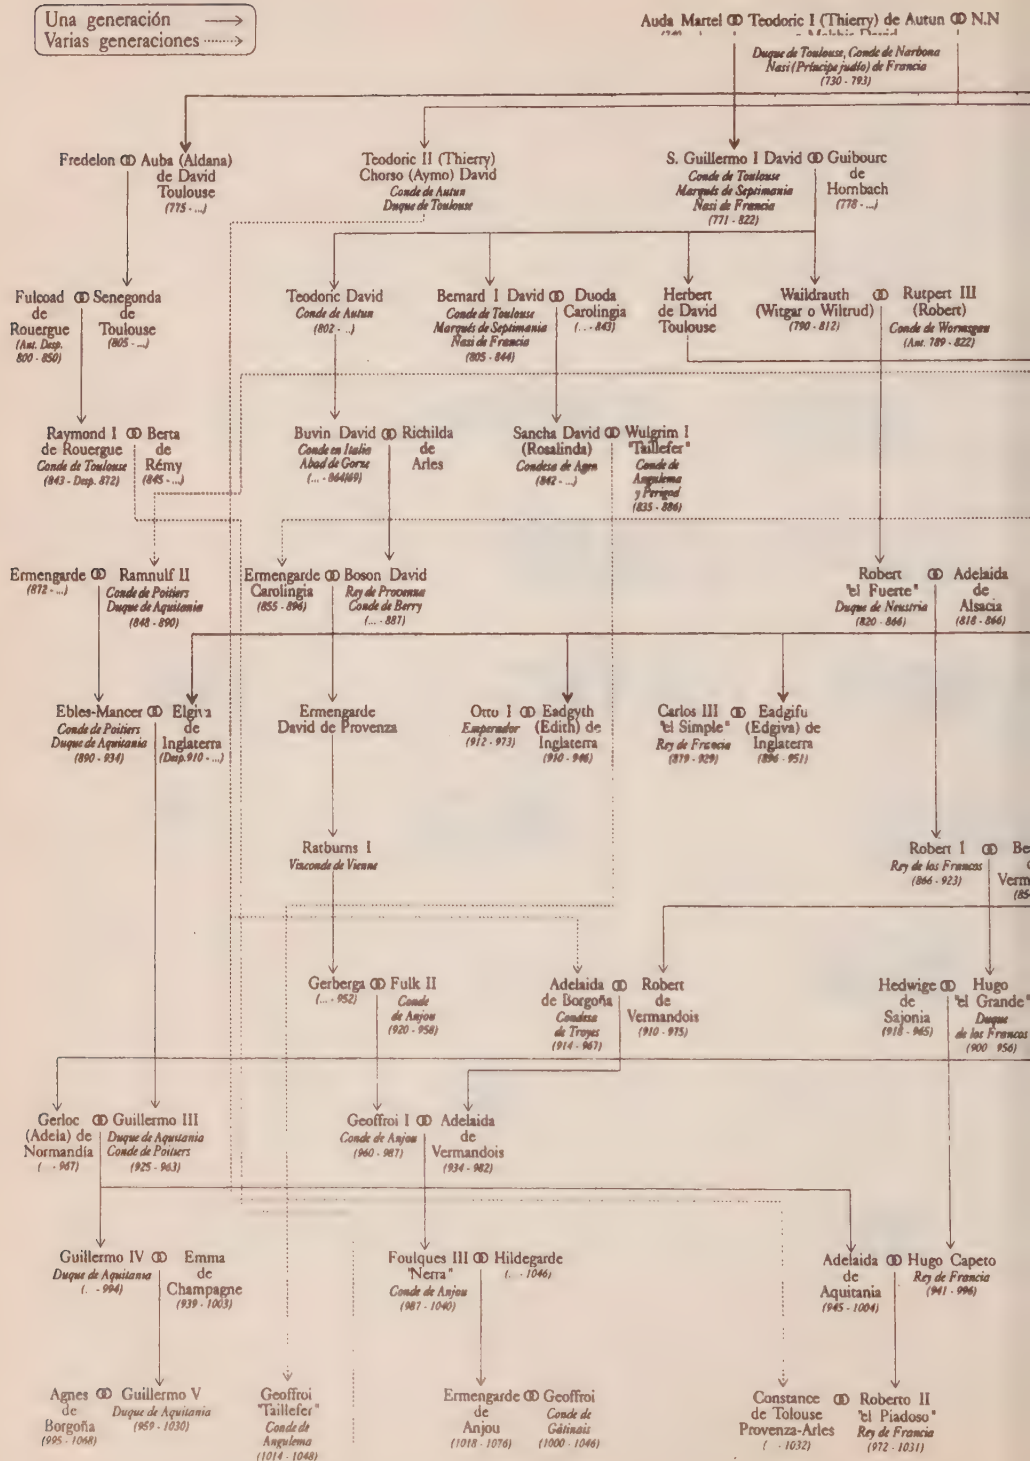 Una generación
Varias generaciones
Auda Martel ⚭ Teodoric I (Thierry) de Autun ⚭ N.N
Duque de Toulouse, Conde de Narbona
Nasi (Príncipe judío) de Francia
(730 - 793)
Fredelon ⚭ Auba (Aldana)
de David
Toulouse
(775 - ...)
Teodoric II (Thierry)
Chorso (Aymo) David
Conde de Autun
Duque de Toulouse
S. Guillermo I David ⚭ Guibourc
Conde de Toulouse
Marqués de Septimania
Nasi de Francia
(771 - 822)
de
Hornbach
(778 - ...)
Fulcoad ⚭ Senegonda
de
Rouergue
(Ant. Desp.
800 - 850)
de
Toulouse
(805 - ...)
Teodoric David
Conde de Autun
(802 - ..)
Bernard I David ⚭ Duoda
Conde de Toulouse
Marqués de Septimania
Nasi de Francia
(805 - 844)
Carolingia
(... - 843)
Herbert
de David
Toulouse
Waildrauth ⚭ Rutpert III
(Witgar o Wiltrud)
(790 - 812)
(Robert)
Conde de Wornsgau
(Ant. 789 - 822)
Raymond I ⚭ Berta
de Rouergue
Conde de Toulouse
(843 - Desp. 872)
de
Rémy
(845 - ...)
Buvin David ⚭ Richilda
Conde en Italia
Abad de Gorze
(... - 864/69)
de
Arles
Sancha David ⚭ Wulgrim I
(Rosalinda)
Condesa de Agen
(842 - ...)
"Taillefer"
Conde de
Angulema
y Perigod
(835 - 886)
Ermengarde ⚭ Ramnulf II
(872 - ...)
Conde de Poitiers
Duque de Aquitania
(848 - 890)
Ermengarde ⚭ Boson David
Carolingia
(855 - 896)
Rey de Provenza
Conde de Berry
(... - 887)
Robert ⚭ Adelaida
"el Fuerte"
Duque de Neustria
(820 - 866)
de
Alsacia
(818 - 866)
Ebles-Mancer ⚭ Elgiva
Conde de Poitiers
Duque de Aquitania
(890 - 934)
de
Inglaterra
(Desp. 910 - ...)
Ermengarde
David de Provenza
Otto I ⚭ Eadgyth
Emperador
(912 - 973)
(Edith) de
Inglaterra
(910 - 946)
Carlos III ⚭ Eadgifu
"el Simple"
Rey de Francia
(879 - 929)
(Edgiva) de
Inglaterra
(896 - 951)
Ratburns I
Vizconde de Vienne
Robert I ⚭ Be
Rey de los Francos
(866 - 923)
Verm
(85
Gerberga ⚭ Fulk II
(... - 952)
Conde
de Anjou
(920 - 958)
Adelaida ⚭ Robert
de Borgoña
Condesa
de Troyes
(914 - 967)
de
Vermandois
(910 - 975)
Hedwige ⚭ Hugo
de
Sajonia
(918 - 965)
"el Grande"
Duque
de los Francos
(900 956)
Gerloc ⚭ Guillermo III
(Adela) de
Normandía
( - 967)
Duque de Aquitania
Conde de Poitiers
(925 - 963)
Geoffroi I ⚭ Adelaida
Conde de Anjou
(960 - 987)
de
Vermandois
(934 - 982)
Guillermo IV ⚭ Emma
Duque de Aquitania
(. - 994)
de
Champagne
(939 - 1003)
Foulques III ⚭ Hildegarde
"Nerra"
Conde de Anjou
(987 - 1040)
(. - 1046)
Adelaida ⚭ Hugo Capeto
de
Aquitania
(945 - 1004)
Rey de Francia
(941 - 996)
Agnes ⚭ Guillermo V
de
Borgoña
(995 - 1068)
Duque de Aquitania
(959 - 1030)
Geoffroi
"Taillefer"
Conde de
Angulema
(1014 - 1048)
Ermengarde ⚭ Geoffroi
de
Anjou
(1018 - 1076)
Conde de
Gâtinais
(1000 - 1046)
Constance ⚭ Roberto II
de Tolouse
Provenza-Arles
( - 1032)
"el Piadoso"
Rey de Francia
(972 - 1031)